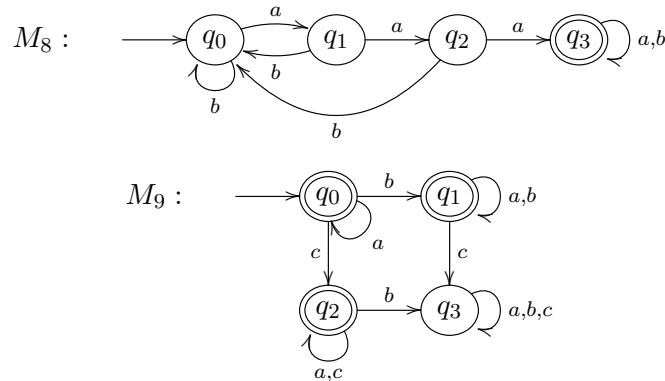 M₈ : q₀ a q₁ a q₂ a q₃ a,b
b
b
b
M₉ : q₀ b q₁ a,b
a
c c
q₂ b q₃ a,b,c
a,c